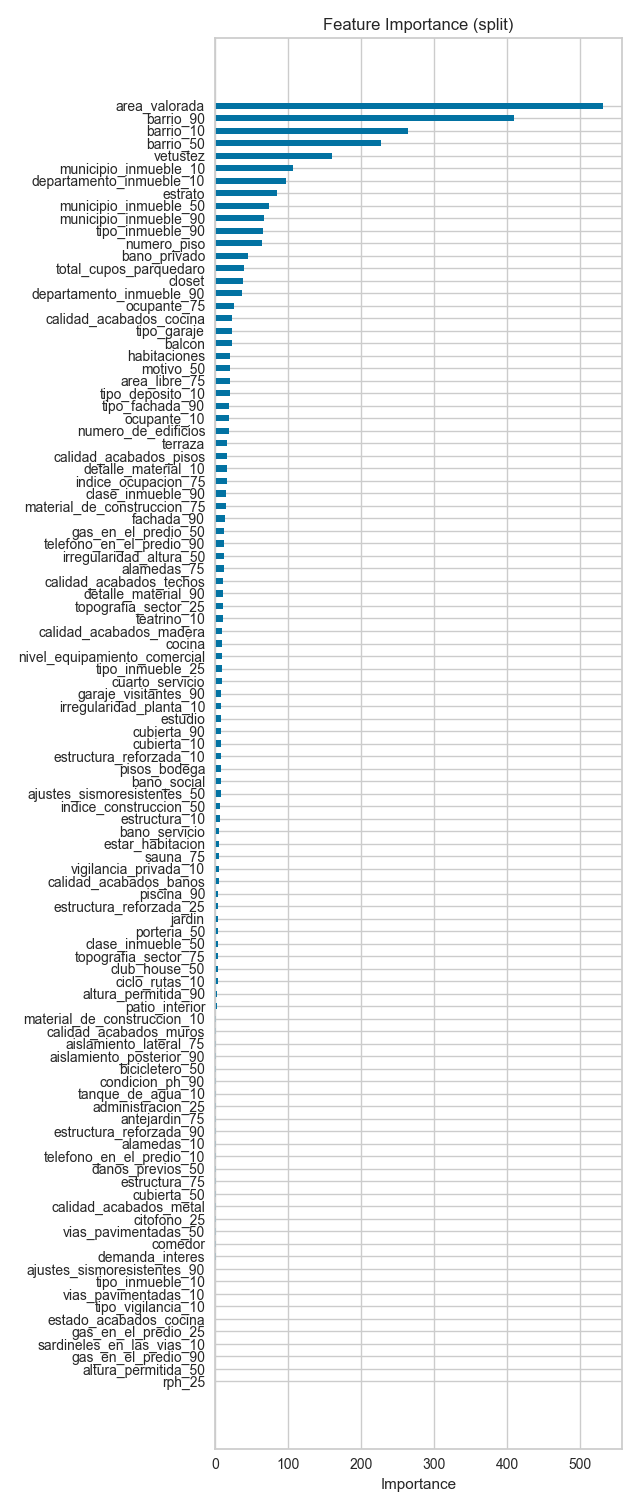 Feature Importance (split)
area_valorada
barrio_90
barrio_10
barrio_50
vetustez
municipio_inmueble_10
departamento_inmueble_10
estrato
municipio_inmueble_50
municipio_inmueble_90
tipo_inmueble_90
numero_piso
bano_privado
total_cupos_parquedaro
closet
departamento_inmueble_90
ocupante_75
calidad_acabados_cocina
tipo_garaje
balcon
habitaciones
motivo_50
area_libre_75
tipo_deposito_10
tipo_fachada_90
ocupante_10
numero_de_edificios
terraza
calidad_acabados_pisos
detalle_material_10
indice_ocupacion_75
clase_inmueble_90
material_de_construccion_75
fachada_90
gas_en_el_predio_50
telefono_en_el_predio_90
irregularidad_altura_50
alamedas_75
calidad_acabados_techos
detalle_material_90
topografia_sector_25
teatrino_10
calidad_acabados_madera
cocina
nivel_equipamiento_comercial
tipo_inmueble_25
cuarto_servicio
garaje_visitantes_90
irregularidad_planta_10
estudio
cubierta_90
cubierta_10
estructura_reforzada_10
pisos_bodega
bano_social
ajustes_sismoresistentes_50
indice_construccion_50
estructura_10
bano_servicio
estar_habitacion
sauna_75
vigilancia_privada_10
calidad_acabados_banos
piscina_90
estructura_reforzada_25
jardin
porteria_50
clase_inmueble_50
topografia_sector_75
club_house_50
ciclo_rutas_10
altura_permitida_90
patio_interior
material_de_construccion_10
calidad_acabados_muros
aislamiento_lateral_75
aislamiento_posterior_90
bicicletero_50
condicion_ph_90
tanque_de_agua_10
administracion_25
antejardin_75
estructura_reforzada_90
alamedas_10
telefono_en_el_predio_10
danos_previos_50
estructura_75
cubierta_50
calidad_acabados_metal
citofono_25
vias_pavimentadas_50
comedor
demanda_interes
ajustes_sismoresistentes_90
tipo_inmueble_10
vias_pavimentadas_10
tipo_vigilancia_10
estado_acabados_cocina
gas_en_el_predio_25
sardineles_en_las_vias_10
gas_en_el_predio_90
altura_permitida_50
rph_25
0 100 200 300 400 500
Importance